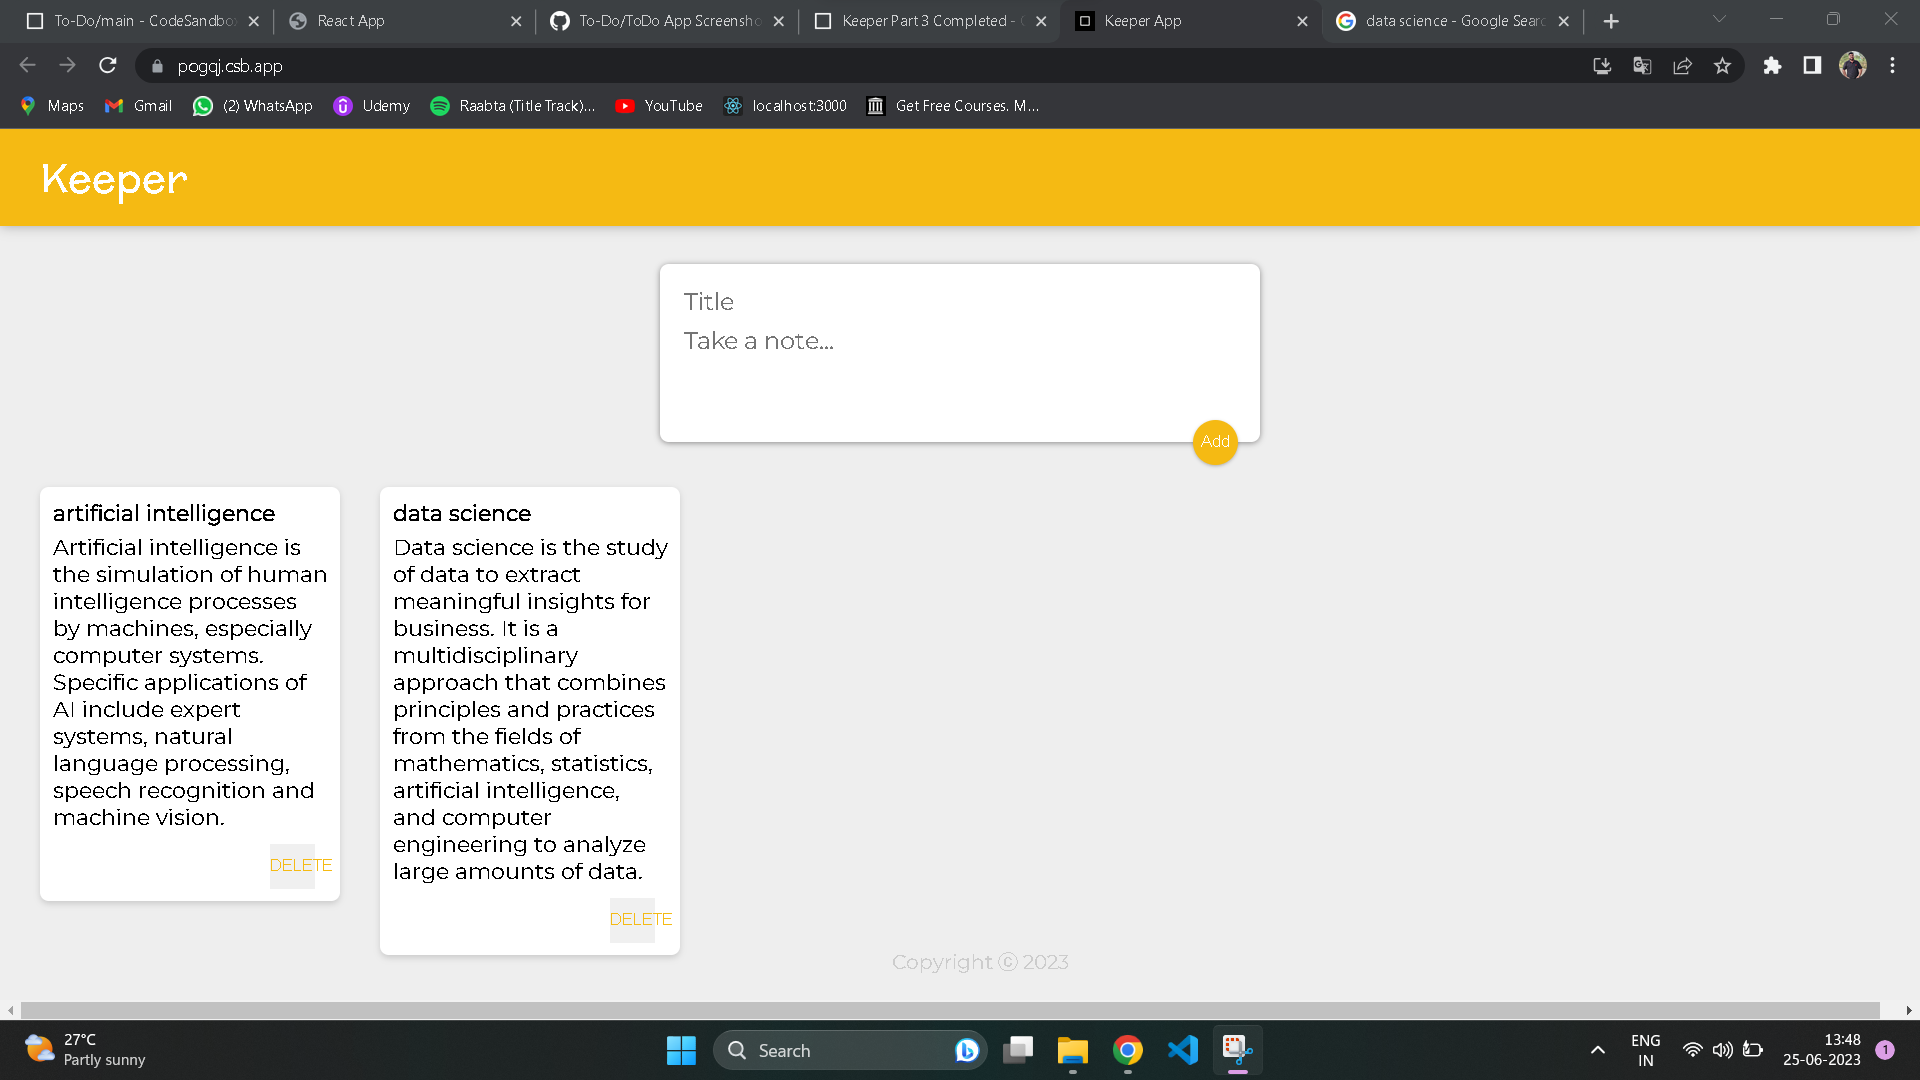 To-Do/main - CodeSandbo
React App
To-Do/ToDo App Screensho
Keeper Part 3 Completed -
Keeper App
data science - Google Searc
pogqj.csb.app
Maps
Gmail
(2) WhatsApp
Udemy
Raabta (Title Track)...
YouTube
localhost:3000
Get Free Courses. M...
Keeper
Title
Take a note...
Add
artificial intelligence
Artificial intelligence is
the simulation of human
intelligence processes
by machines, especially
computer systems.
Specific applications of
AI include expert
systems, natural
language processing,
speech recognition and
machine vision.
DELETE
data science
Data science is the study
of data to extract
meaningful insights for
business. It is a
multidisciplinary
approach that combines
principles and practices
from the fields of
mathematics, statistics,
artificial intelligence,
and computer
engineering to analyze
large amounts of data.
DELETE
Copyright ⓒ 2023
27°C
Partly sunny
Search
ENG
IN
13:48
25-06-2023
1